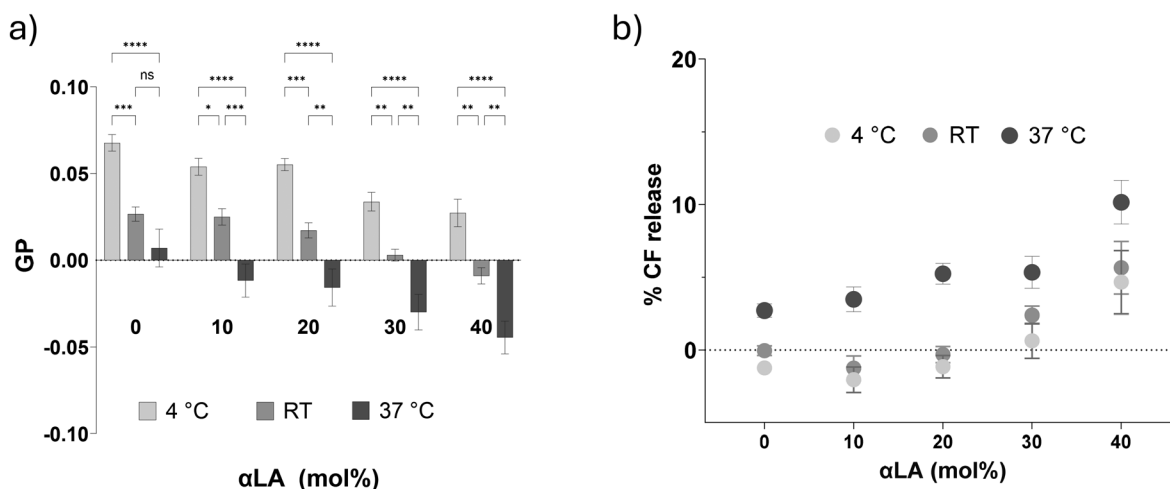 a)
**** **** 
ns **** **** ****
*** * *** *** ** ** ** ** **
0.10
0.05
0.00
-0.05
-0.10
GP
0 10 20 30 40
4 °C RT 37 °C
αLA (mol%)
b)
20
10
0
% CF release
4 °C RT 37 °C
0 10 20 30 40
αLA (mol%)